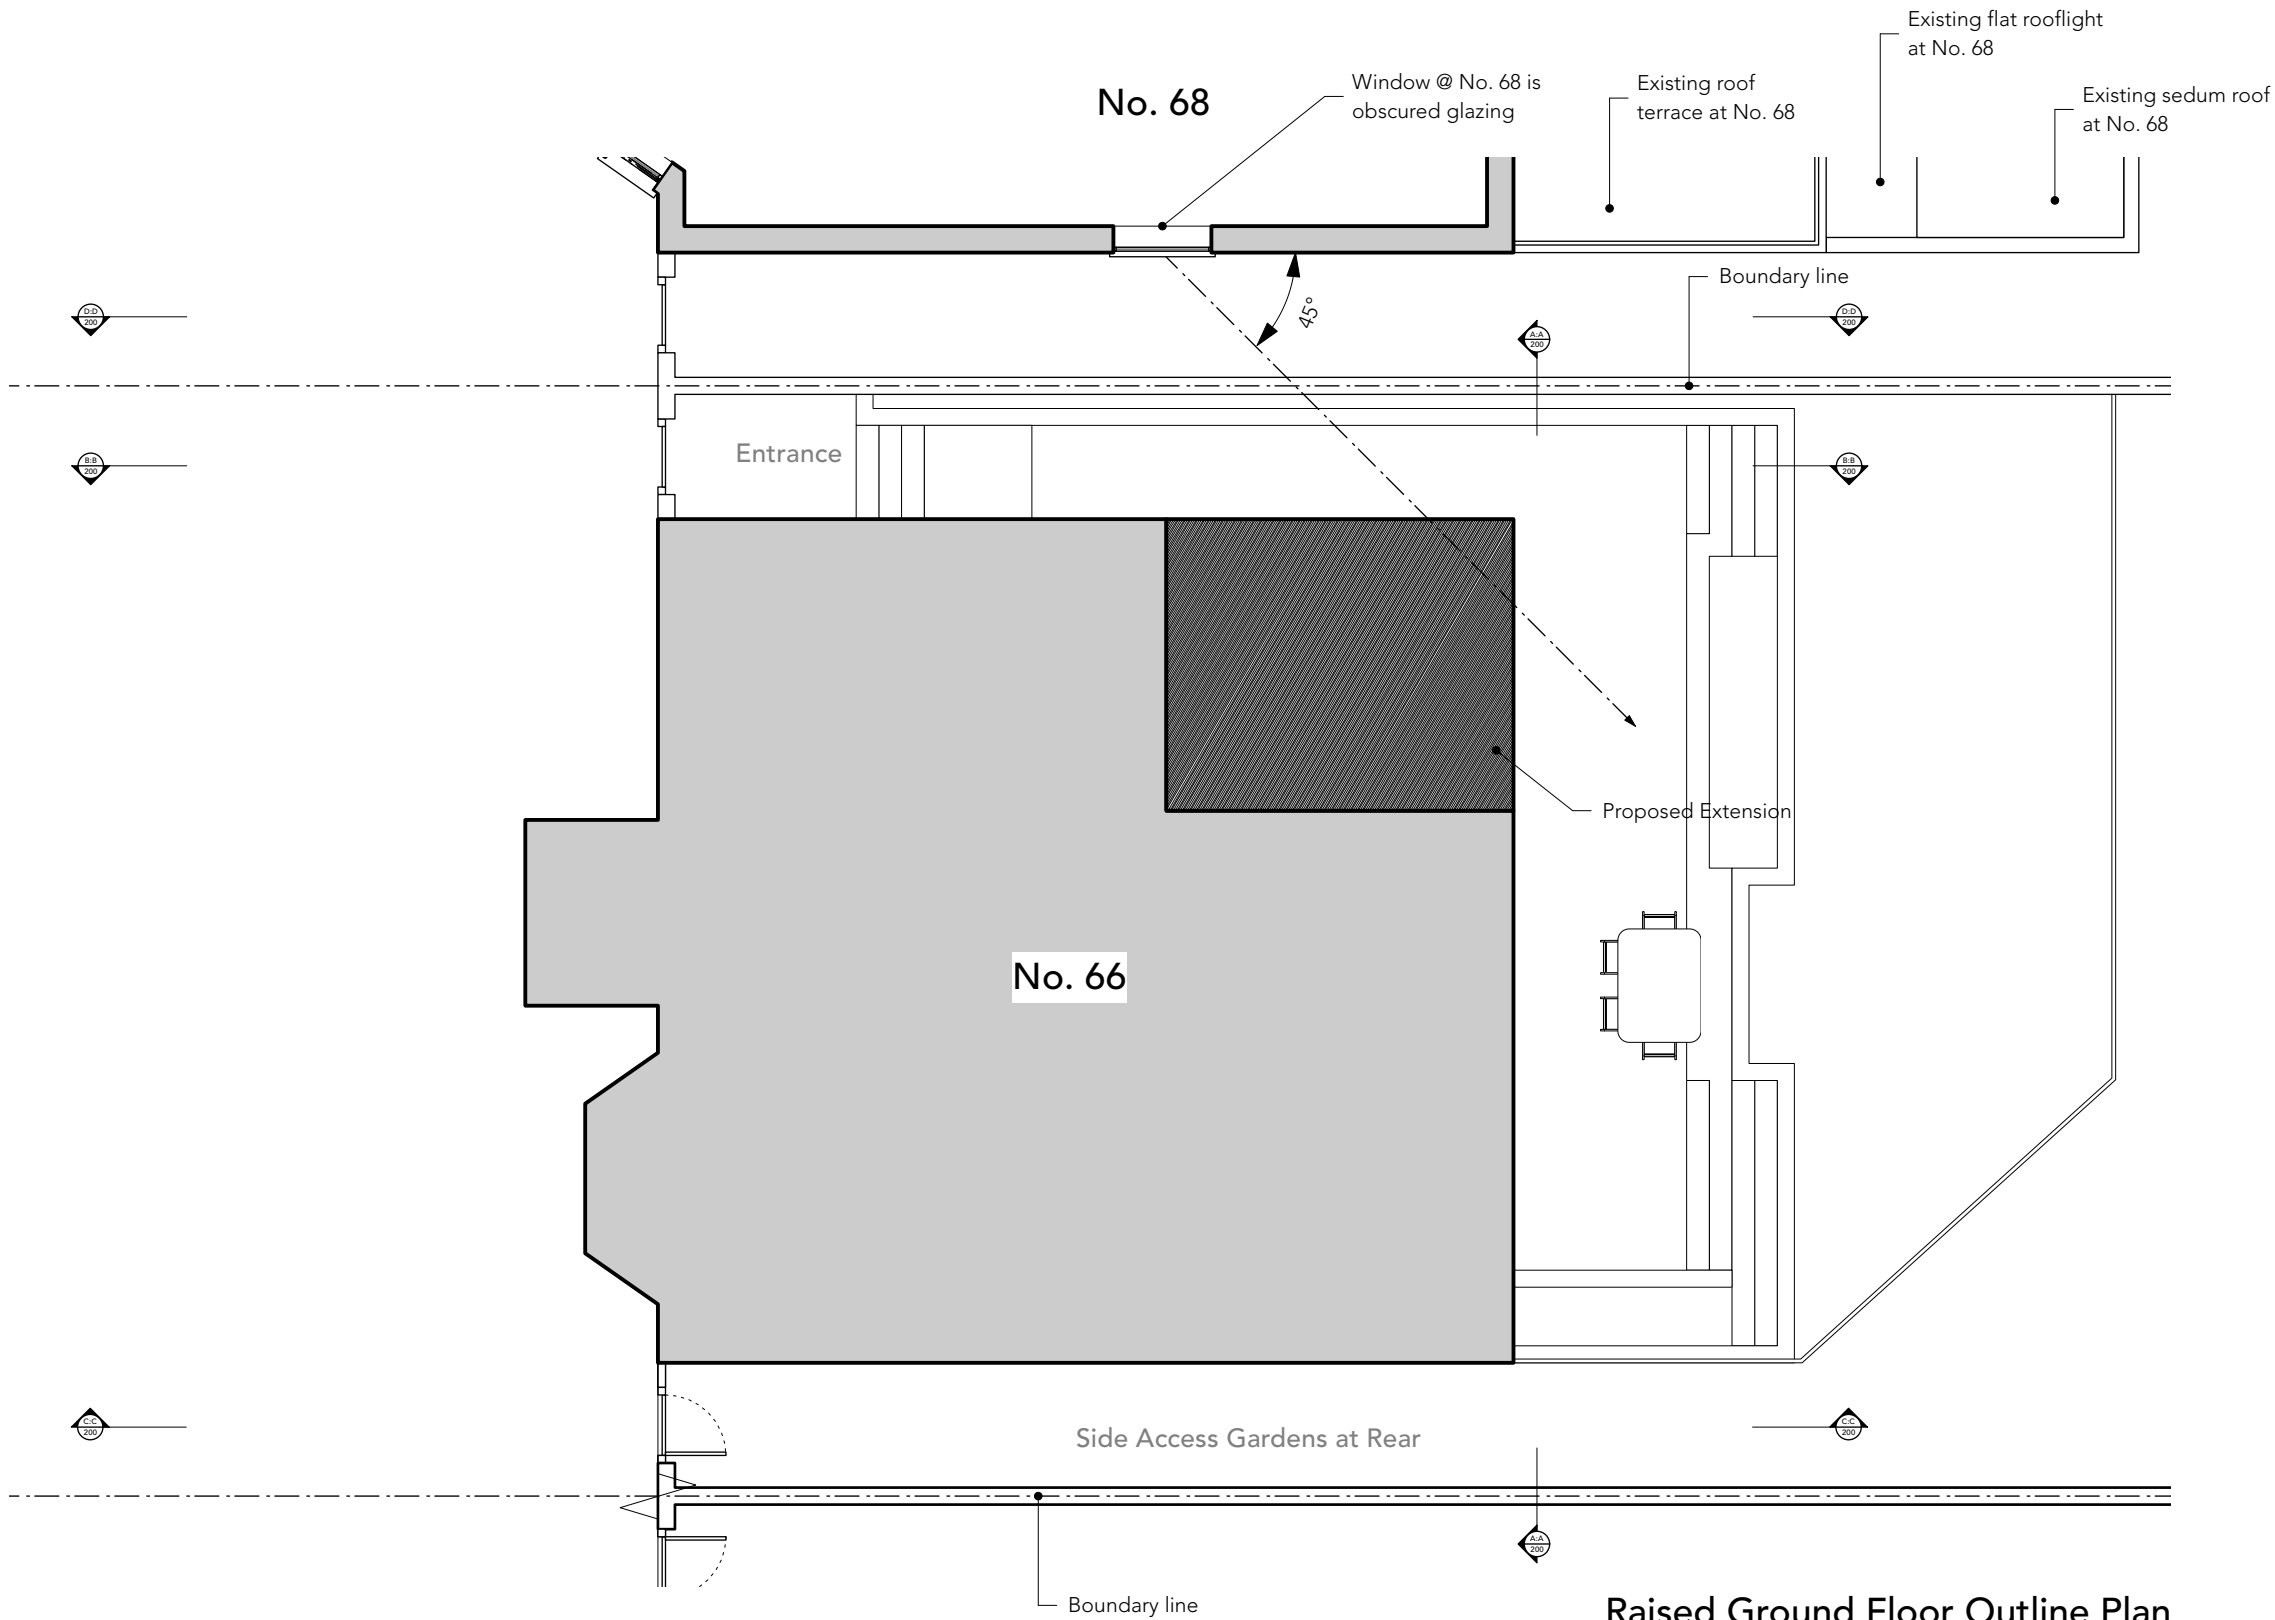 Existing flat rooflight
at No. 68
No. 68
Window @ No. 68 is
obscured glazing
Existing roof
terrace at No. 68
Existing sedum roof
at No. 68
45°
Boundary line
D:D
200
D:D
200
A:A
200
Entrance
B:B
200
B:B
200
Proposed Extension
No. 66
C:C
200
C:C
200
Side Access Gardens at Rear
A:A
200
Boundary line
Raised Ground Floor Outline Plan